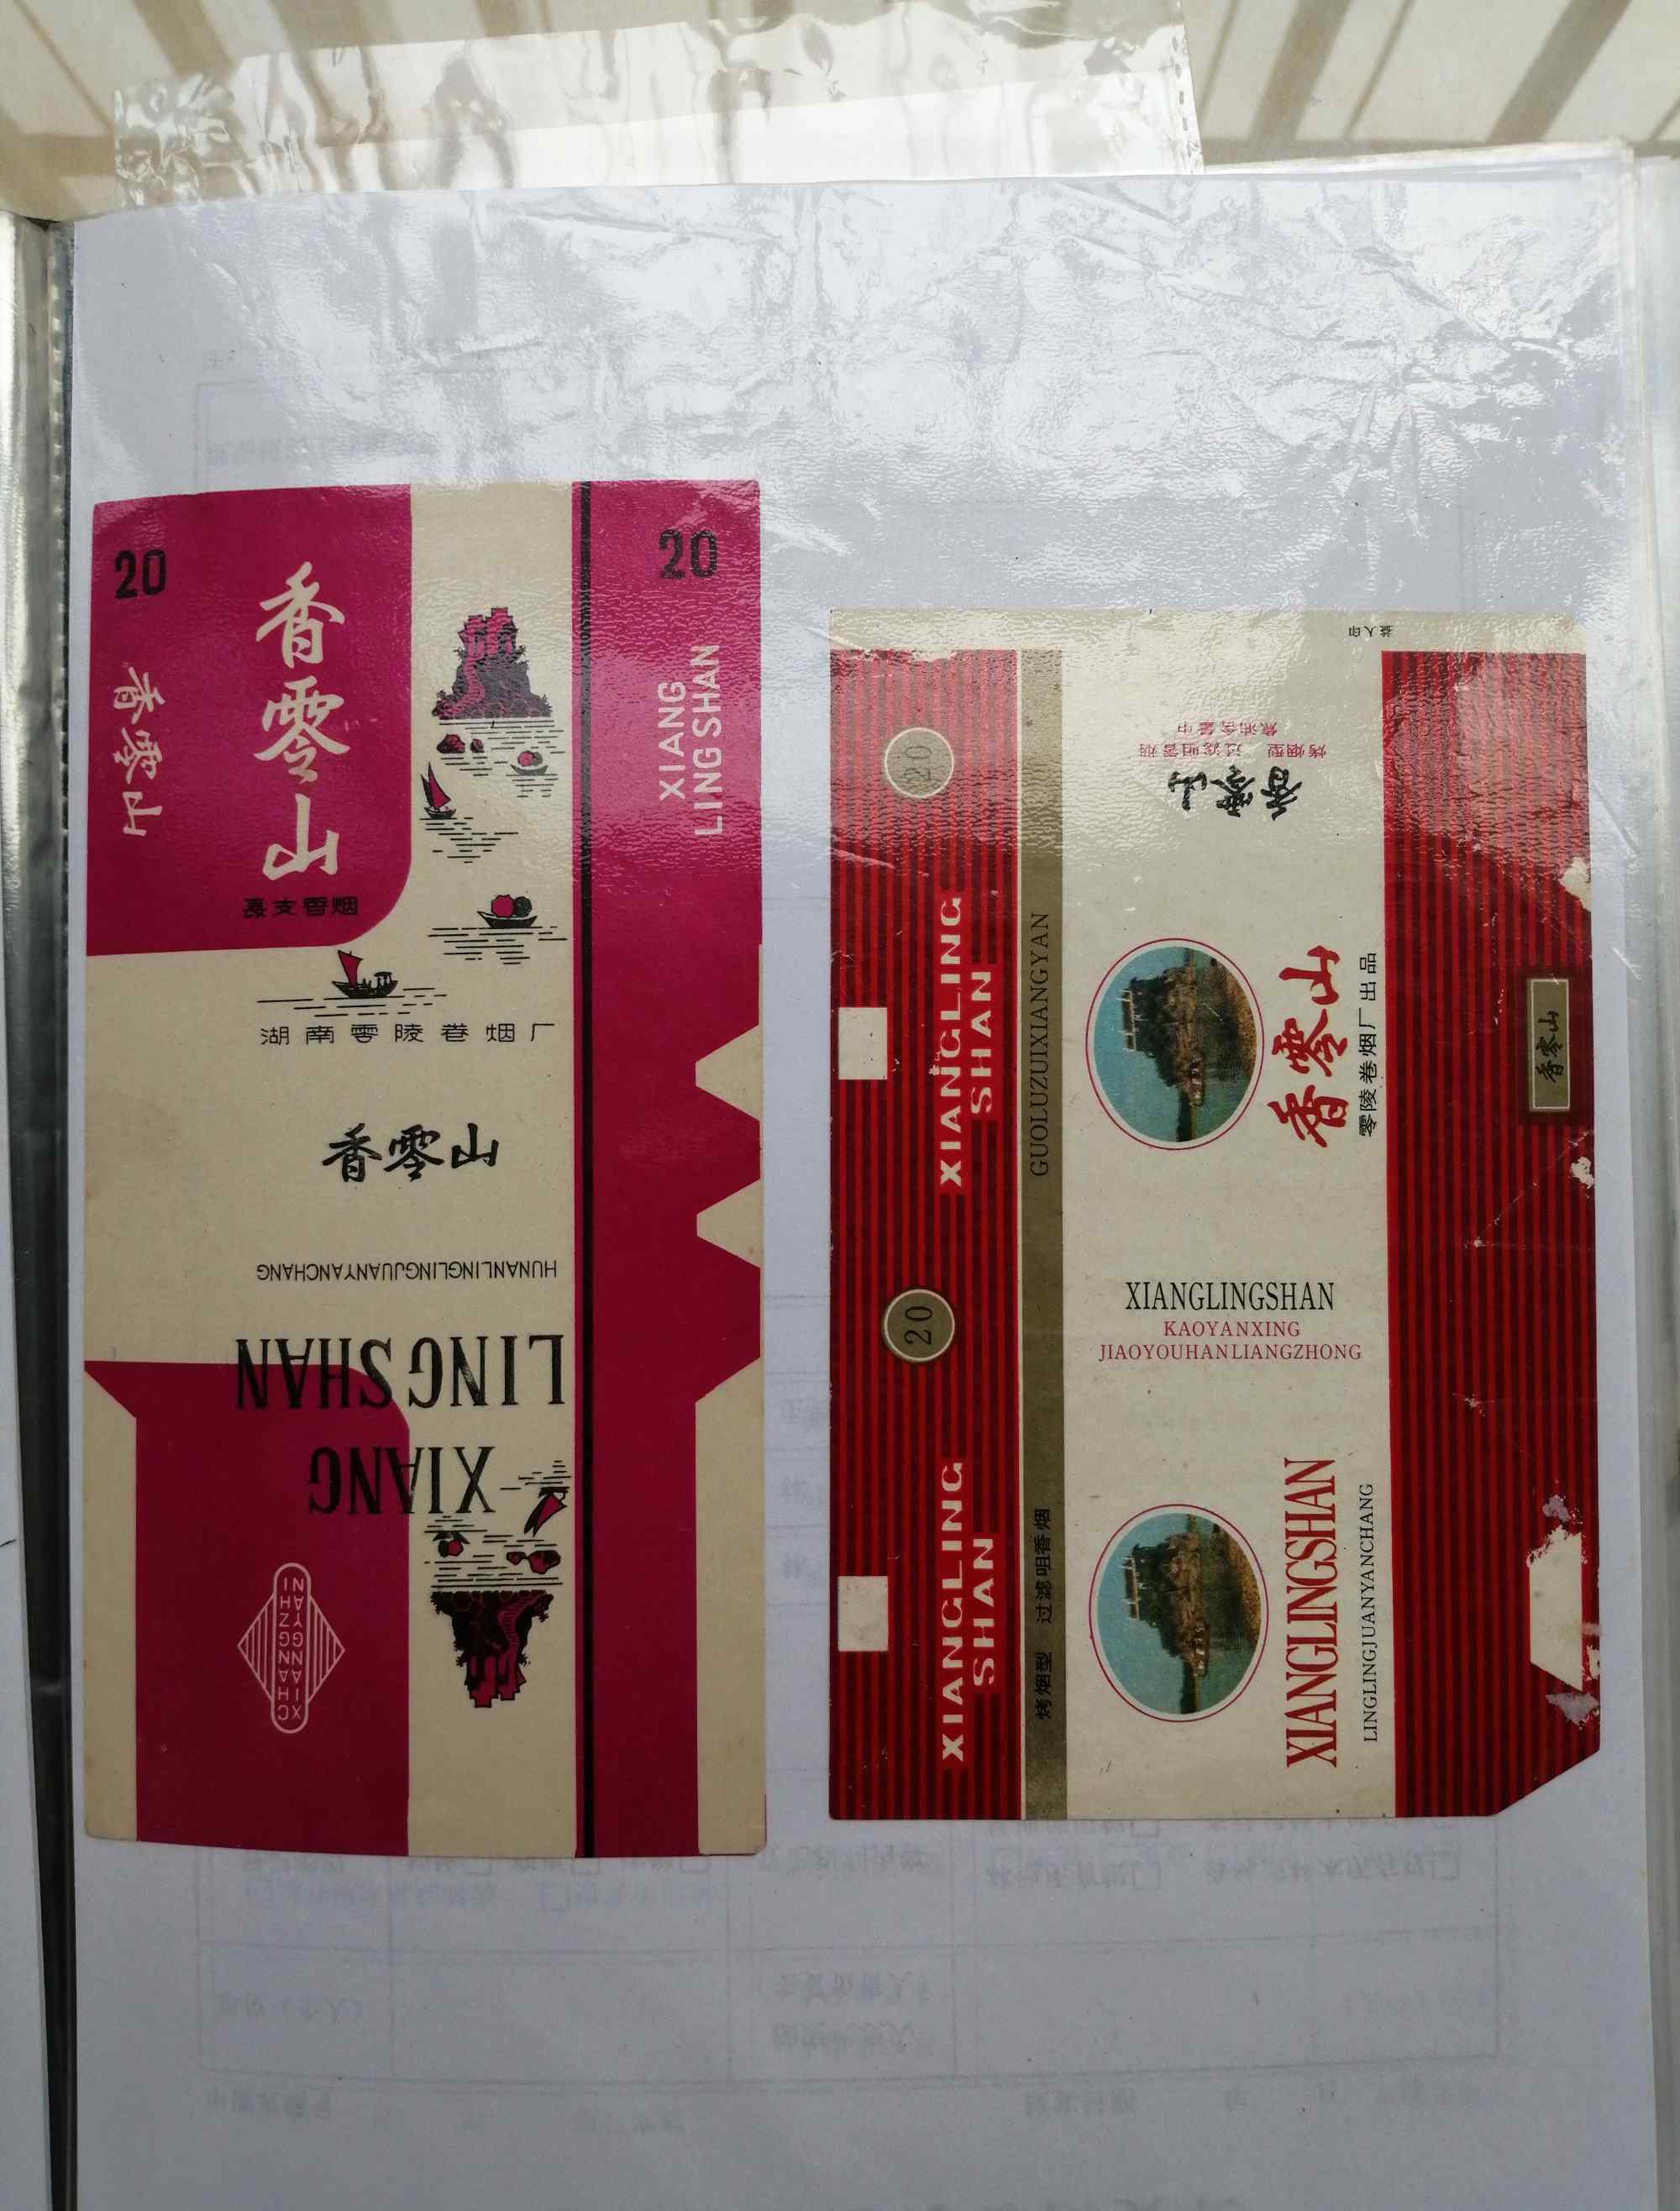 20
香零山
香零山
長支香烟
湖南零陵卷烟厂
香零山
HUNANLINGLINGJUANYANCHANG
XIANG
LING SHAN
CHANGZHI
XIANGYAN
20
XIANG
LING SHAN
20
20
XIANGLING
SHAN
XIANGLING
SHAN
GUOLUZUIXIANGYAN
烤烟型 过滤咀香烟
香零山
烤烟型 过滤咀香烟
焦油含量中
香零山
零陵卷烟厂出品
XIANGLINGSHAN
KAOYANXING
JIAOYOUHANLIANGZHONG
XIANGLINGSHAN
LINGLINGJUANYANCHANG
香零山